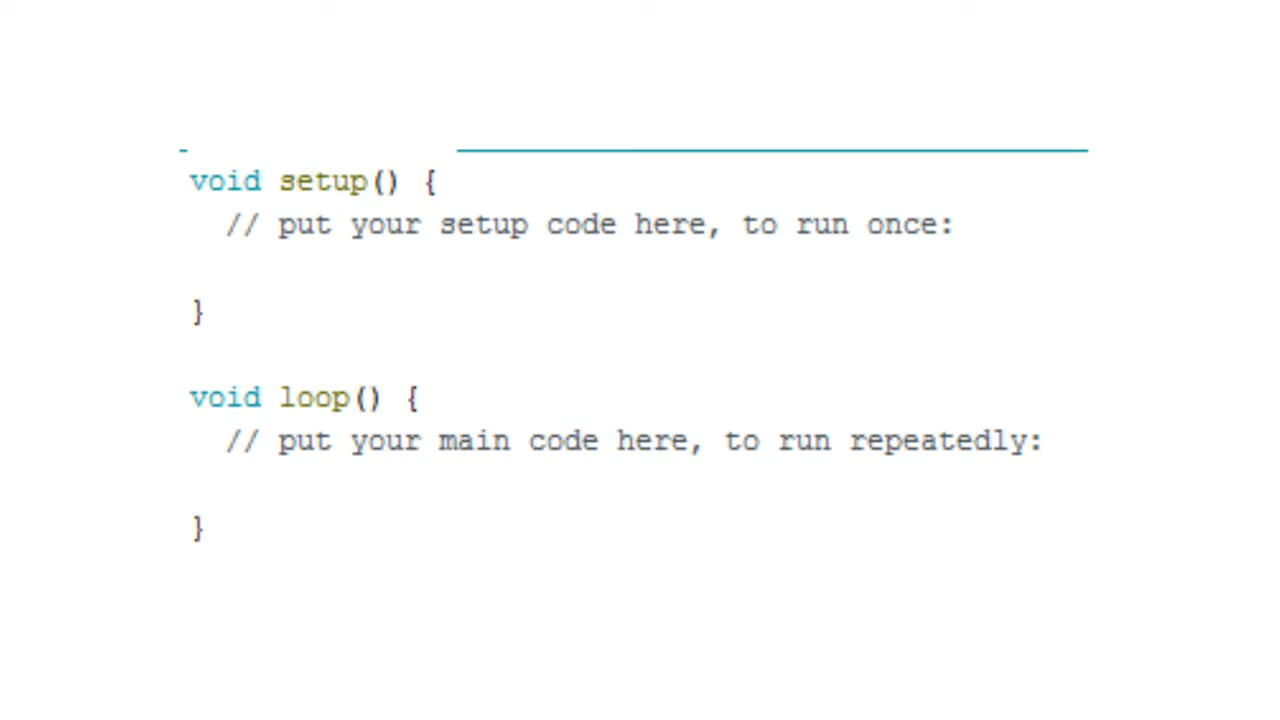 void setup() {
  // put your setup code here, to run once:
}
void loop() {
  // put your main code here, to run repeatedly:
}